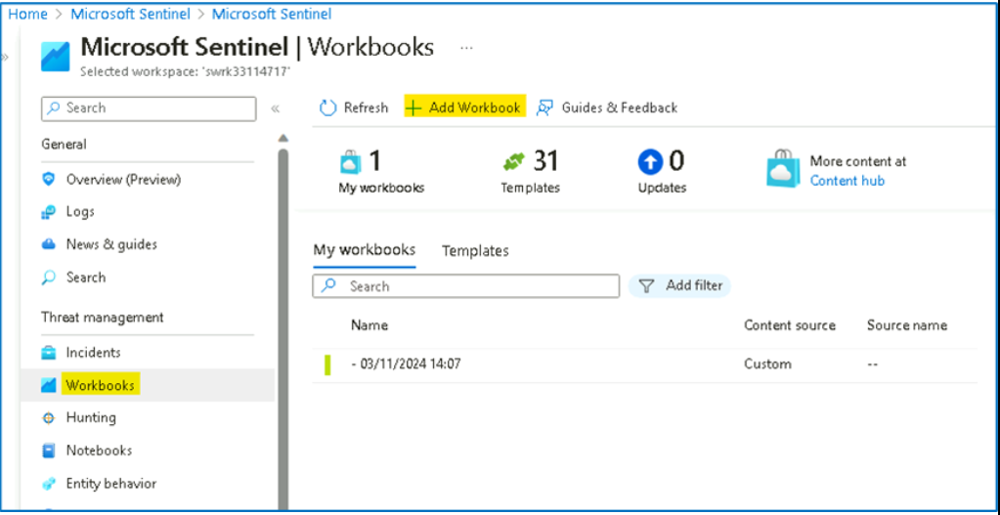 Home > Microsoft Sentinel > Microsoft Sentinel
Microsoft Sentinel | Workbooks ...
Selected workspace: 'swrk33114717'
Search
General
Overview (Preview)
Logs
News & guides
Search
Threat management
Incidents
Workbooks
Hunting
Notebooks
Entity behavior
Refresh + Add Workbook Guides & Feedback
1
My workbooks
31
Templates
0
Updates
More content at
Content hub
My workbooks Templates
Search Add filter
Name Content source Source name
- 03/11/2024 14:07 Custom --